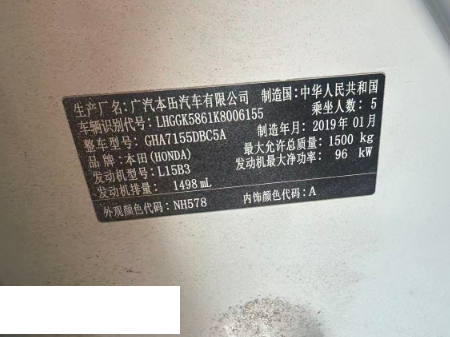 生产厂名:广汽本田汽车有限公司 制造国:中华人民共和国
车辆识别代号:LHGGK5861K8006155 乘坐人数:5
整车型号:GHA7155DBC5A 制造年月:2019年01月
品牌:本田(HONDA) 最大允许总质量:1500 kg
发动机型号:L15B3 发动机最大净功率:96 kW
发动机排量:1498mL
外观颜色代码:NH578 内饰颜色代码:A